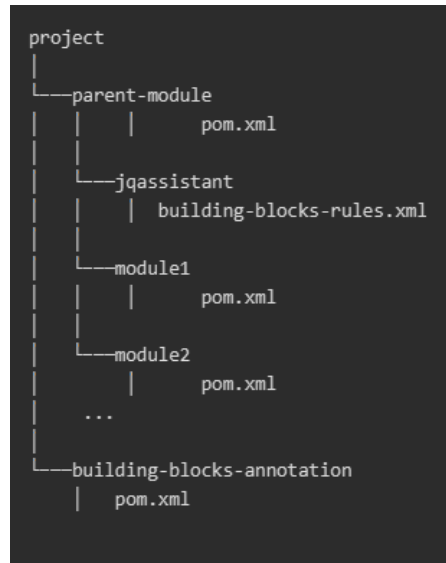 project
parent-module
pom.xml
jqassistant
building-blocks-rules.xml
module1
pom.xml
module2
pom.xml
...
building-blocks-annotation
pom.xml